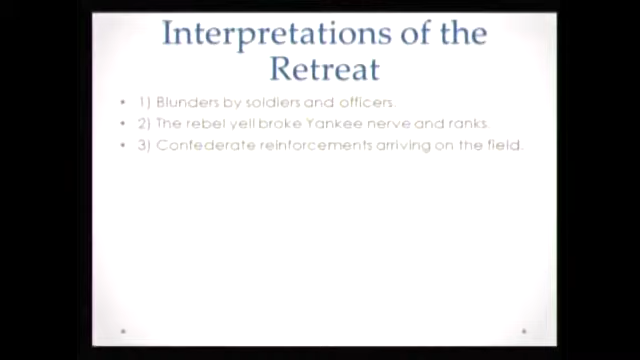 Interpretations of the
Retreat
• 1) Blunders by soldiers and officers.
• 2) The rebel yell broke Yankee nerve and ranks.
• 3) Confederate reinforcements arriving on the field.